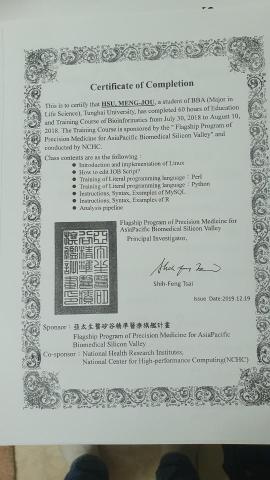 Certificate of Completion
This is to certify that HSU, MENG-JOU, a student of BBA (Major in
Life Science), Tunghai University, has completed 60 hours of Education
and Training Course of Bioinformatics from July 30, 2018 to August 10,
2018. The Training Course is sponsored by the "Flagship Program of
Precision Medicine for AsiaPacific Biomedical Silicon Valley" and
conducted by NCHC.
Class contents are as the following:
● Introduction and implementation of Linux
● How to edit JOB Script?
● Training of Literal programming language: Perl
● Training of Literal programming language: Python
● Instructions, Syntax, Examples of MySQL
● Instructions, Syntax, Examples of R
● Analysis pipeline
Flagship Program of Precision Medicine for
AsiaPacific Biomedical Silicon Valley
Principal Investigator,
Shih-Feng Tsai
Shih-Feng Tsai
Issue Date:2019.12.19
Sponsor: 亞太生醫矽谷精準醫療旗艦計畫
Flagship Program of Precision Medicine for AsiaPacific
Biomedical Silicon Valley
Co-sponsor: National Health Research Institutes,
National Center for High-performance Computing(NCHC)